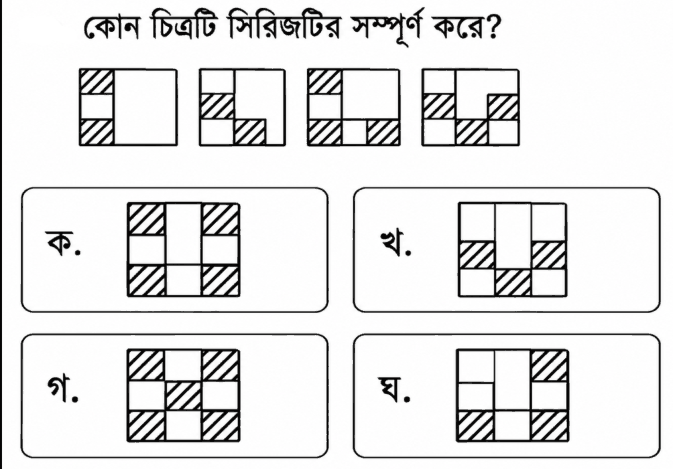 কোন চিত্রটি সিরিজটির সম্পূর্ণ করে?
ক.
খ.
গ.
ঘ.